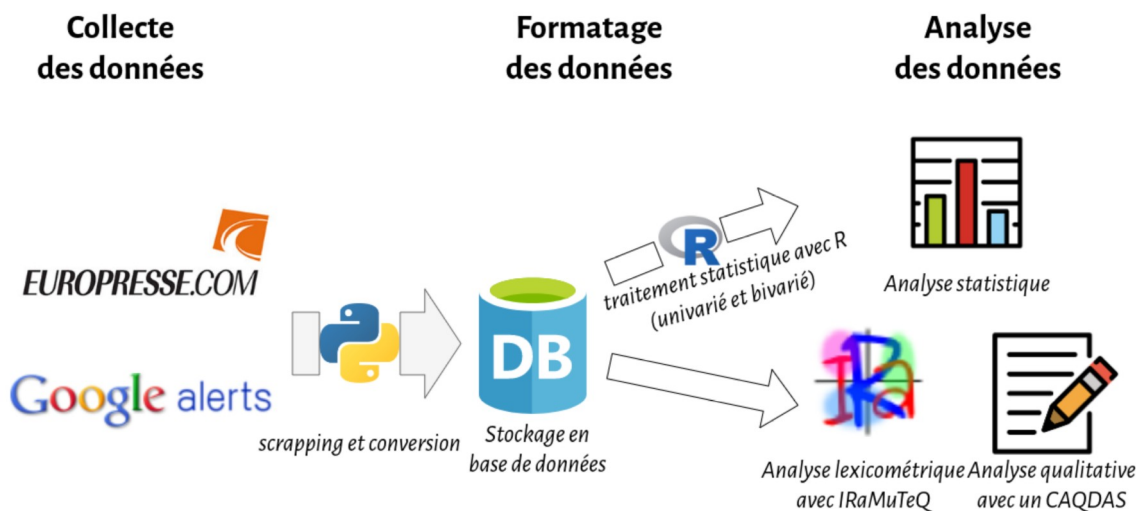 Collecte
des données
Formatage
des données
Analyse
des données
EUROPRESSE.COM
Google alerts
scrapping et conversion
DB
Stockage en
base de données
R
traitement statistique avec R
(univarié et bivarié)
Analyse statistique
IRa
Analyse lexicométrique
avec IRaMuTeQ
Analyse qualitative
avec un CAQDAS